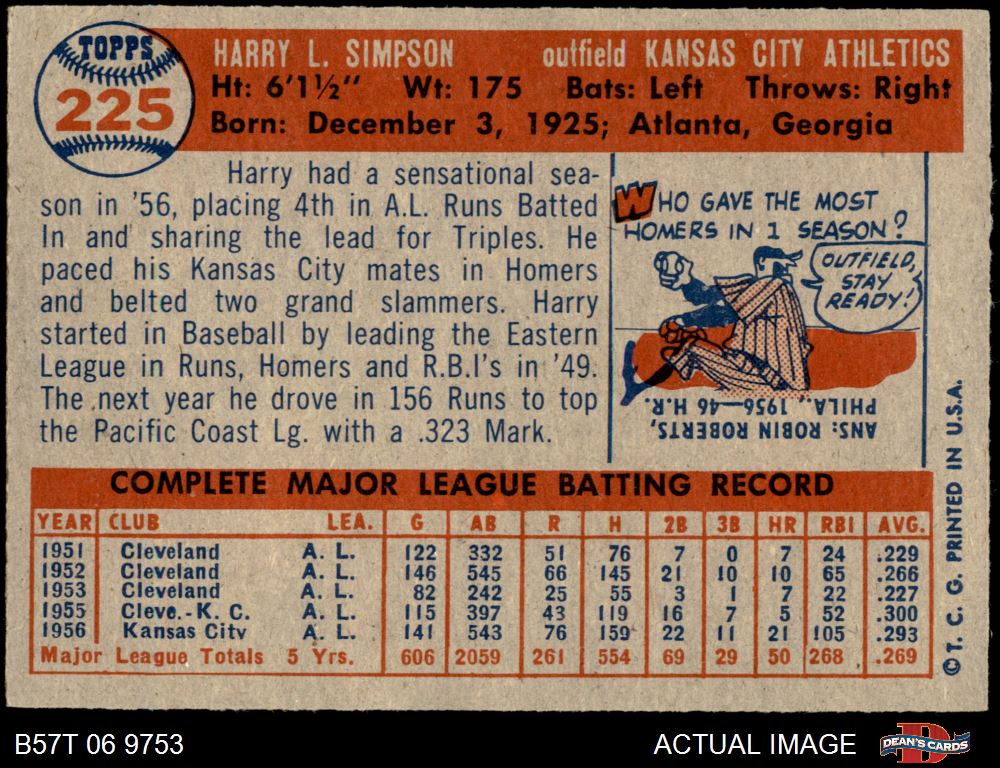 TOPPS
225
HARRY L. SIMPSON outfield KANSAS CITY ATHLETICS
Ht: 6'1½" Wt: 175 Bats: Left Throws: Right
Born: December 3, 1925; Atlanta, Georgia
Harry had a sensational sea-
son in '56, placing 4th in A.L. Runs Batted
In and sharing the lead for Triples. He
paced his Kansas City mates in Homers
and belted two grand slammers. Harry
started in Baseball by leading the Eastern
League in Runs, Homers and R.B.I's in '49.
The next year he drove in 156 Runs to top
the Pacific Coast Lg. with a .323 Mark.
WHO GAVE THE MOST
HOMERS IN 1 SEASON?
OUTFIELD,
STAY
READY!
ANS: ROBIN ROBERTS,
PHILA., 1956—46 H.R.
COMPLETE MAJOR LEAGUE BATTING RECORD
YEAR CLUB LEA. G AB R H 2B 3B HR RBI AVG.
1951 Cleveland A. L. 122 332 51 76 7 0 7 24 .229
1952 Cleveland A. L. 146 545 66 145 21 10 10 65 .266
1953 Cleveland A. L. 82 242 25 55 3 1 7 22 .227
1955 Cleve.-K. C. A. L. 115 397 43 119 16 7 5 52 .300
1956 Kansas City A. L. 141 543 76 159 22 11 21 105 .293
Major League Totals 5 Yrs. 606 2059 261 554 69 29 50 268 .269
© T. C. G. PRINTED IN U.S.A.
B57T 06 9753
ACTUAL IMAGE
DEAN'S CARDS